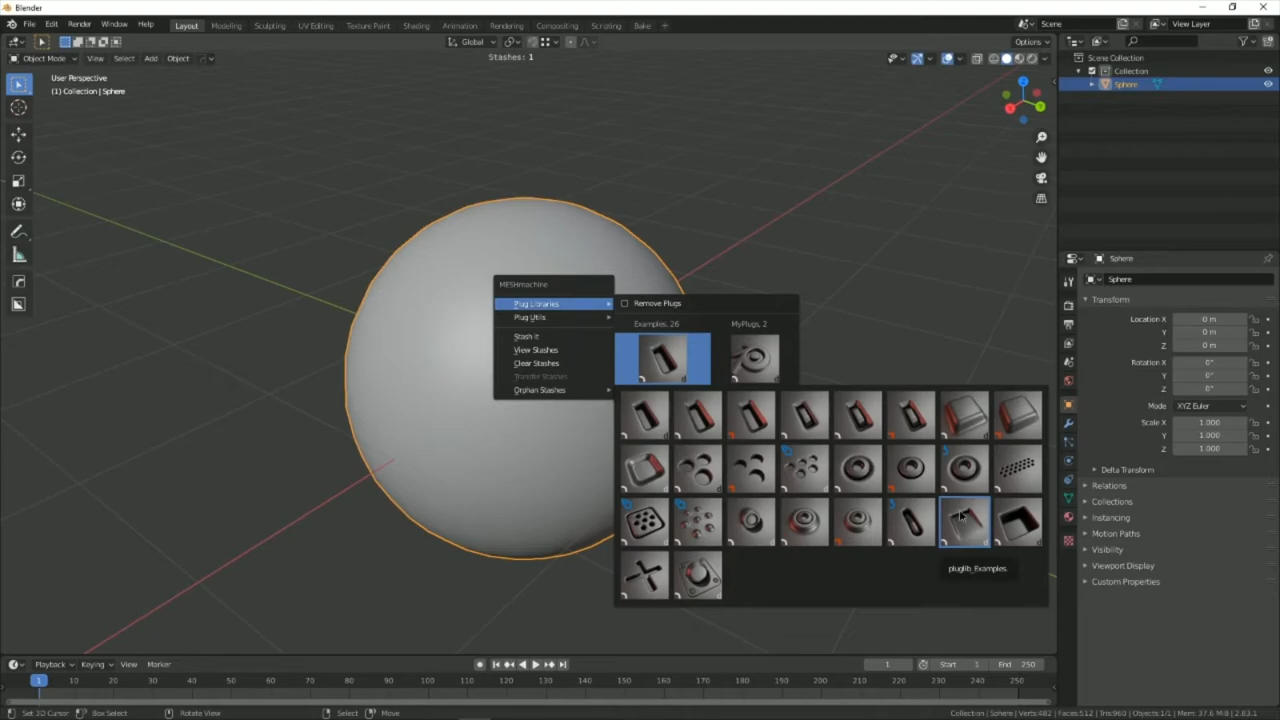 Blender
File Edit Render Window Help Layout Modeling Sculpting UV Editing Texture Paint Shading Animation Rendering Compositing Scripting Bake + Scene View Layer
Global Options
Object Mode View Select Add Object Stashes: 1
User Perspective
(1) Collection | Sphere
Scene Collection
Collection
Sphere
Sphere
Sphere
Transform
Location X 0 m
Y 0 m
Z 0 m
Rotation X 0°
Y 0°
Z 0°
Mode XYZ Euler
Scale X 1.000
Y 1.000
Z 1.000
Delta Transform
Relations
Collections
Instancing
Motion Paths
Visibility
Viewport Display
Custom Properties
MESHmachine
Plug Libraries
Plug Utils
Stash it
View Stashes
Clear Stashes
Transfer Stashes
Orphan Stashes
Remove Plugs
Examples, 26 MyPlugs, 2
pluglib_Examples.
Playback Keying View Marker 1 Start 1 End 250
1 10 20 30 40 50 60 70 80 90 100 110 120 130 140 150 160 170 180 190 200 210 220 230 240 250
Set 3D Cursor Box Select Rotate View Select Move Collection | Sphere | Verts:482 | Faces:512 | Tris:960 | Objects:1/1 | Mem: 37.6 MiB | 2.83.1